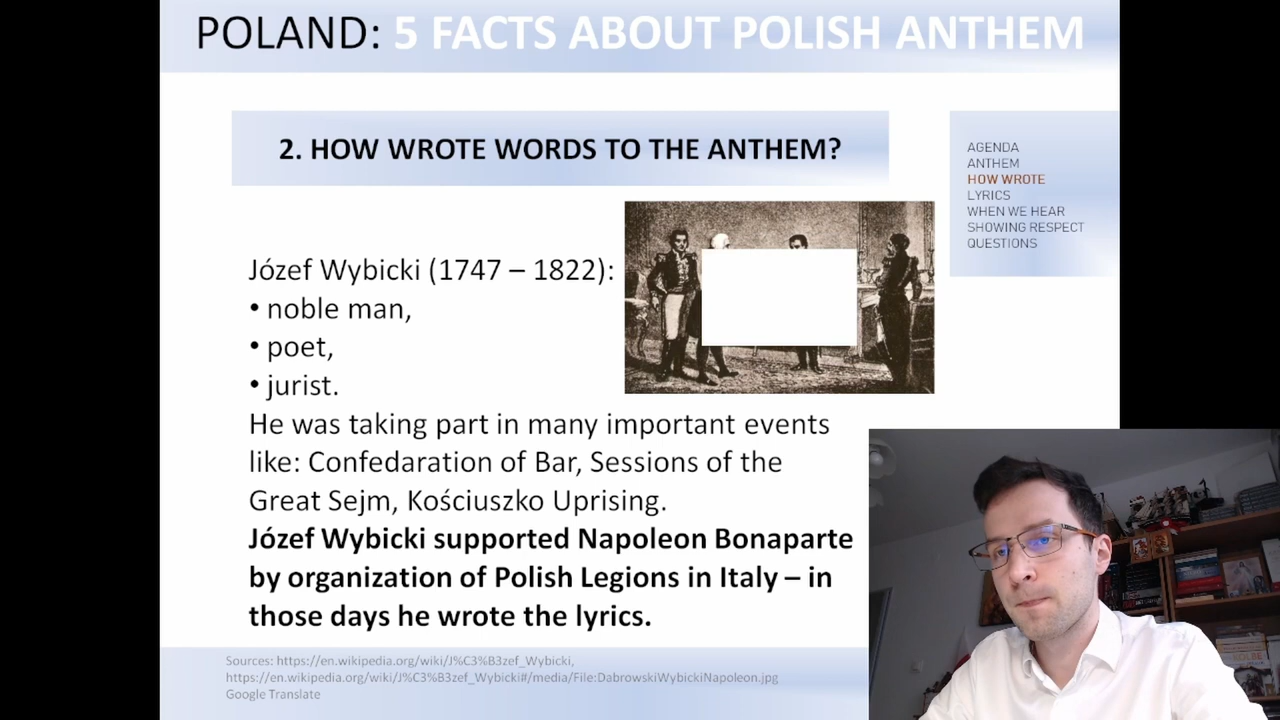 POLAND: 5 FACTS ABOUT POLISH ANTHEM
2. HOW WROTE WORDS TO THE ANTHEM?
AGENDA
ANTHEM
HOW WROTE
LYRICS
WHEN WE HEAR
SHOWING RESPECT
QUESTIONS
Józef Wybicki (1747 – 1822):
• noble man,
• poet,
• jurist.
He was taking part in many important events
like: Confedaration of Bar, Sessions of the
Great Sejm, Kościuszko Uprising.
Józef Wybicki supported Napoleon Bonaparte
by organization of Polish Legions in Italy – in
those days he wrote the lyrics.
Sources: https://en.wikipedia.org/wiki/J%C3%B3zef_Wybicki,
https://en.wikipedia.org/wiki/J%C3%B3zef_Wybicki#/media/File:DabrowskiWybickiNapoleon.jpg
Google Translate